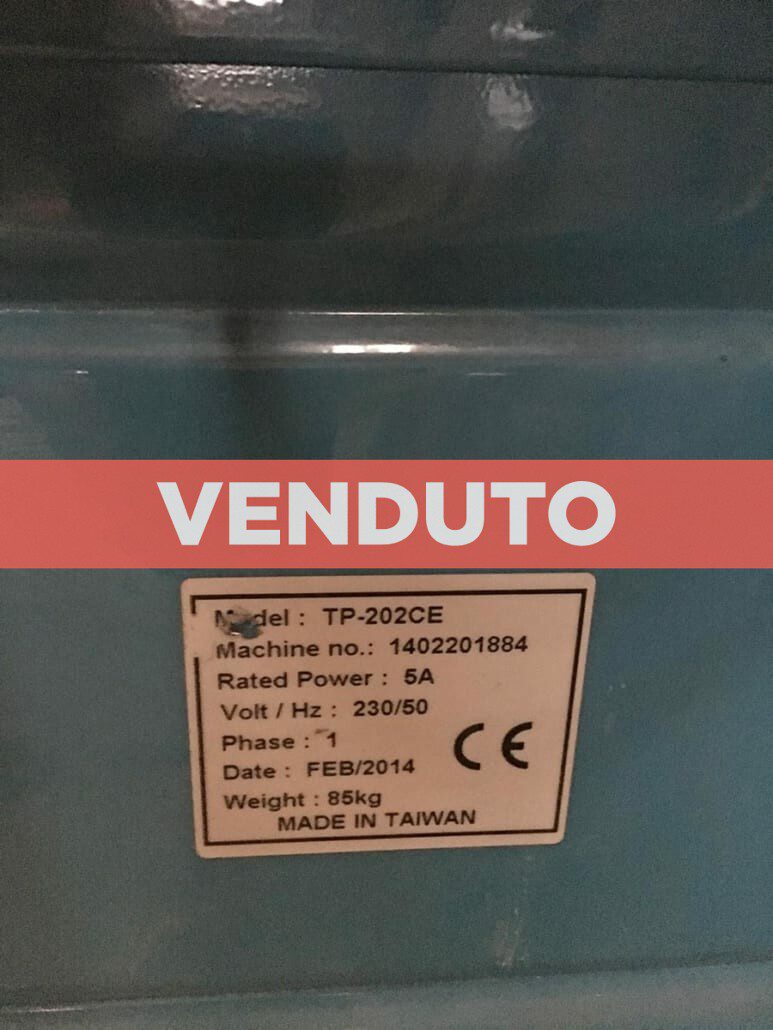 VENDUTO
Model : TP-202CE
Machine no.: 1402201884
Rated Power : 5A
Volt / Hz : 230/50
Phase : 1
Date : FEB/2014
CE
Weight : 85kg
MADE IN TAIWAN